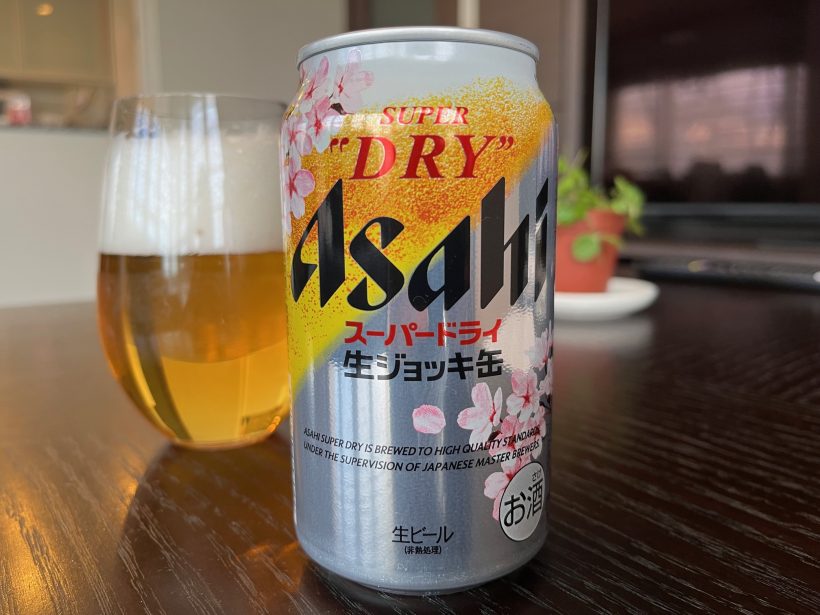 SUPER
"DRY"
Asahi
スーパードライ
生ジョッキ缶
ASAHI SUPER DRY IS BREWED TO HIGH QUALITY STANDARDS
UNDER THE SUPERVISION OF JAPANESE MASTER BREWERS.
さけ
お酒
生ビール
(非熱処理)